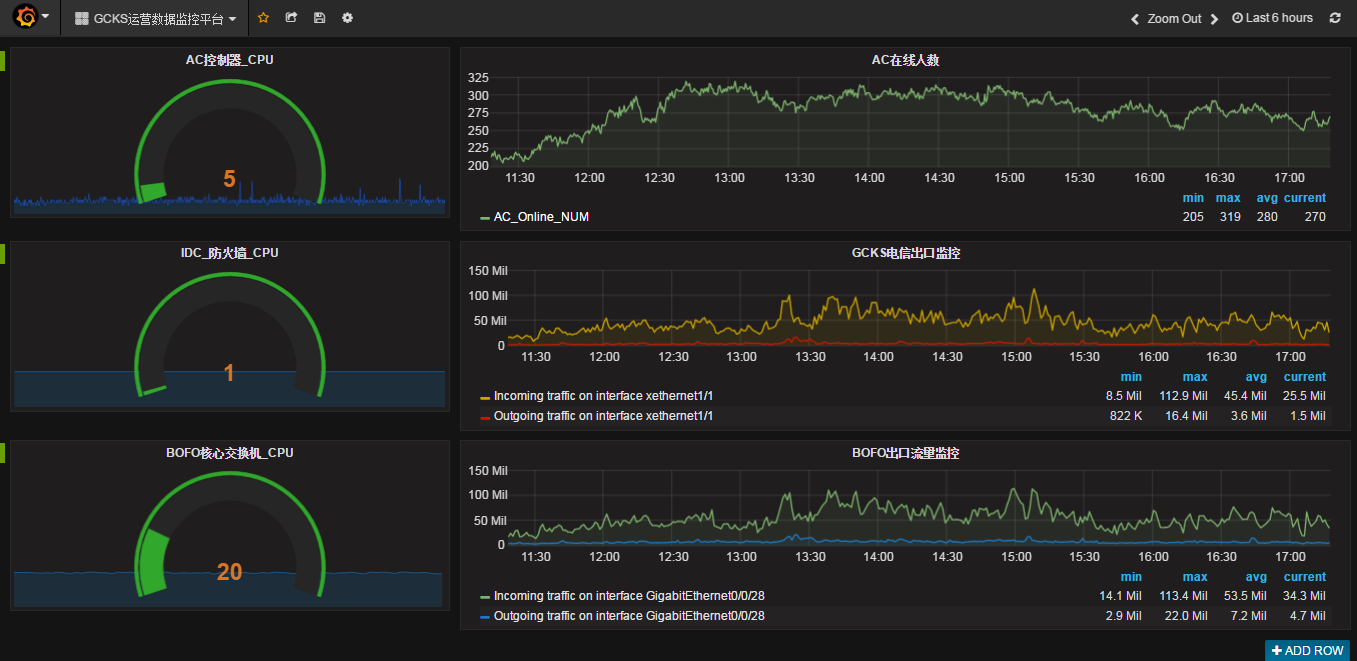 GCKS运营数据监控平台
Zoom Out
Last 6 hours
AC控制器_CPU
5
AC在线人数
325
300
275
250
225
200
11:30 12:00 12:30 13:00 13:30 14:00 14:30 15:00 15:30 16:00 16:30 17:00
min max avg current
AC_Online_NUM 205 319 280 270
IDC_防火墙_CPU
1
GCKS电信出口监控
150 Mil
100 Mil
50 Mil
0
11:30 12:00 12:30 13:00 13:30 14:00 14:30 15:00 15:30 16:00 16:30 17:00
min max avg current
Incoming traffic on interface xethernet1/1 8.5 Mil 112.9 Mil 45.4 Mil 25.5 Mil
Outgoing traffic on interface xethernet1/1 822 K 16.4 Mil 3.6 Mil 1.5 Mil
BOFO核心交换机_CPU
20
BOFO出口流量监控
150 Mil
100 Mil
50 Mil
0
11:30 12:00 12:30 13:00 13:30 14:00 14:30 15:00 15:30 16:00 16:30 17:00
min max avg current
Incoming traffic on interface GigabitEthernet0/0/28 14.1 Mil 113.4 Mil 53.5 Mil 34.3 Mil
Outgoing traffic on interface GigabitEthernet0/0/28 2.9 Mil 22.0 Mil 7.2 Mil 4.7 Mil
ADD ROW